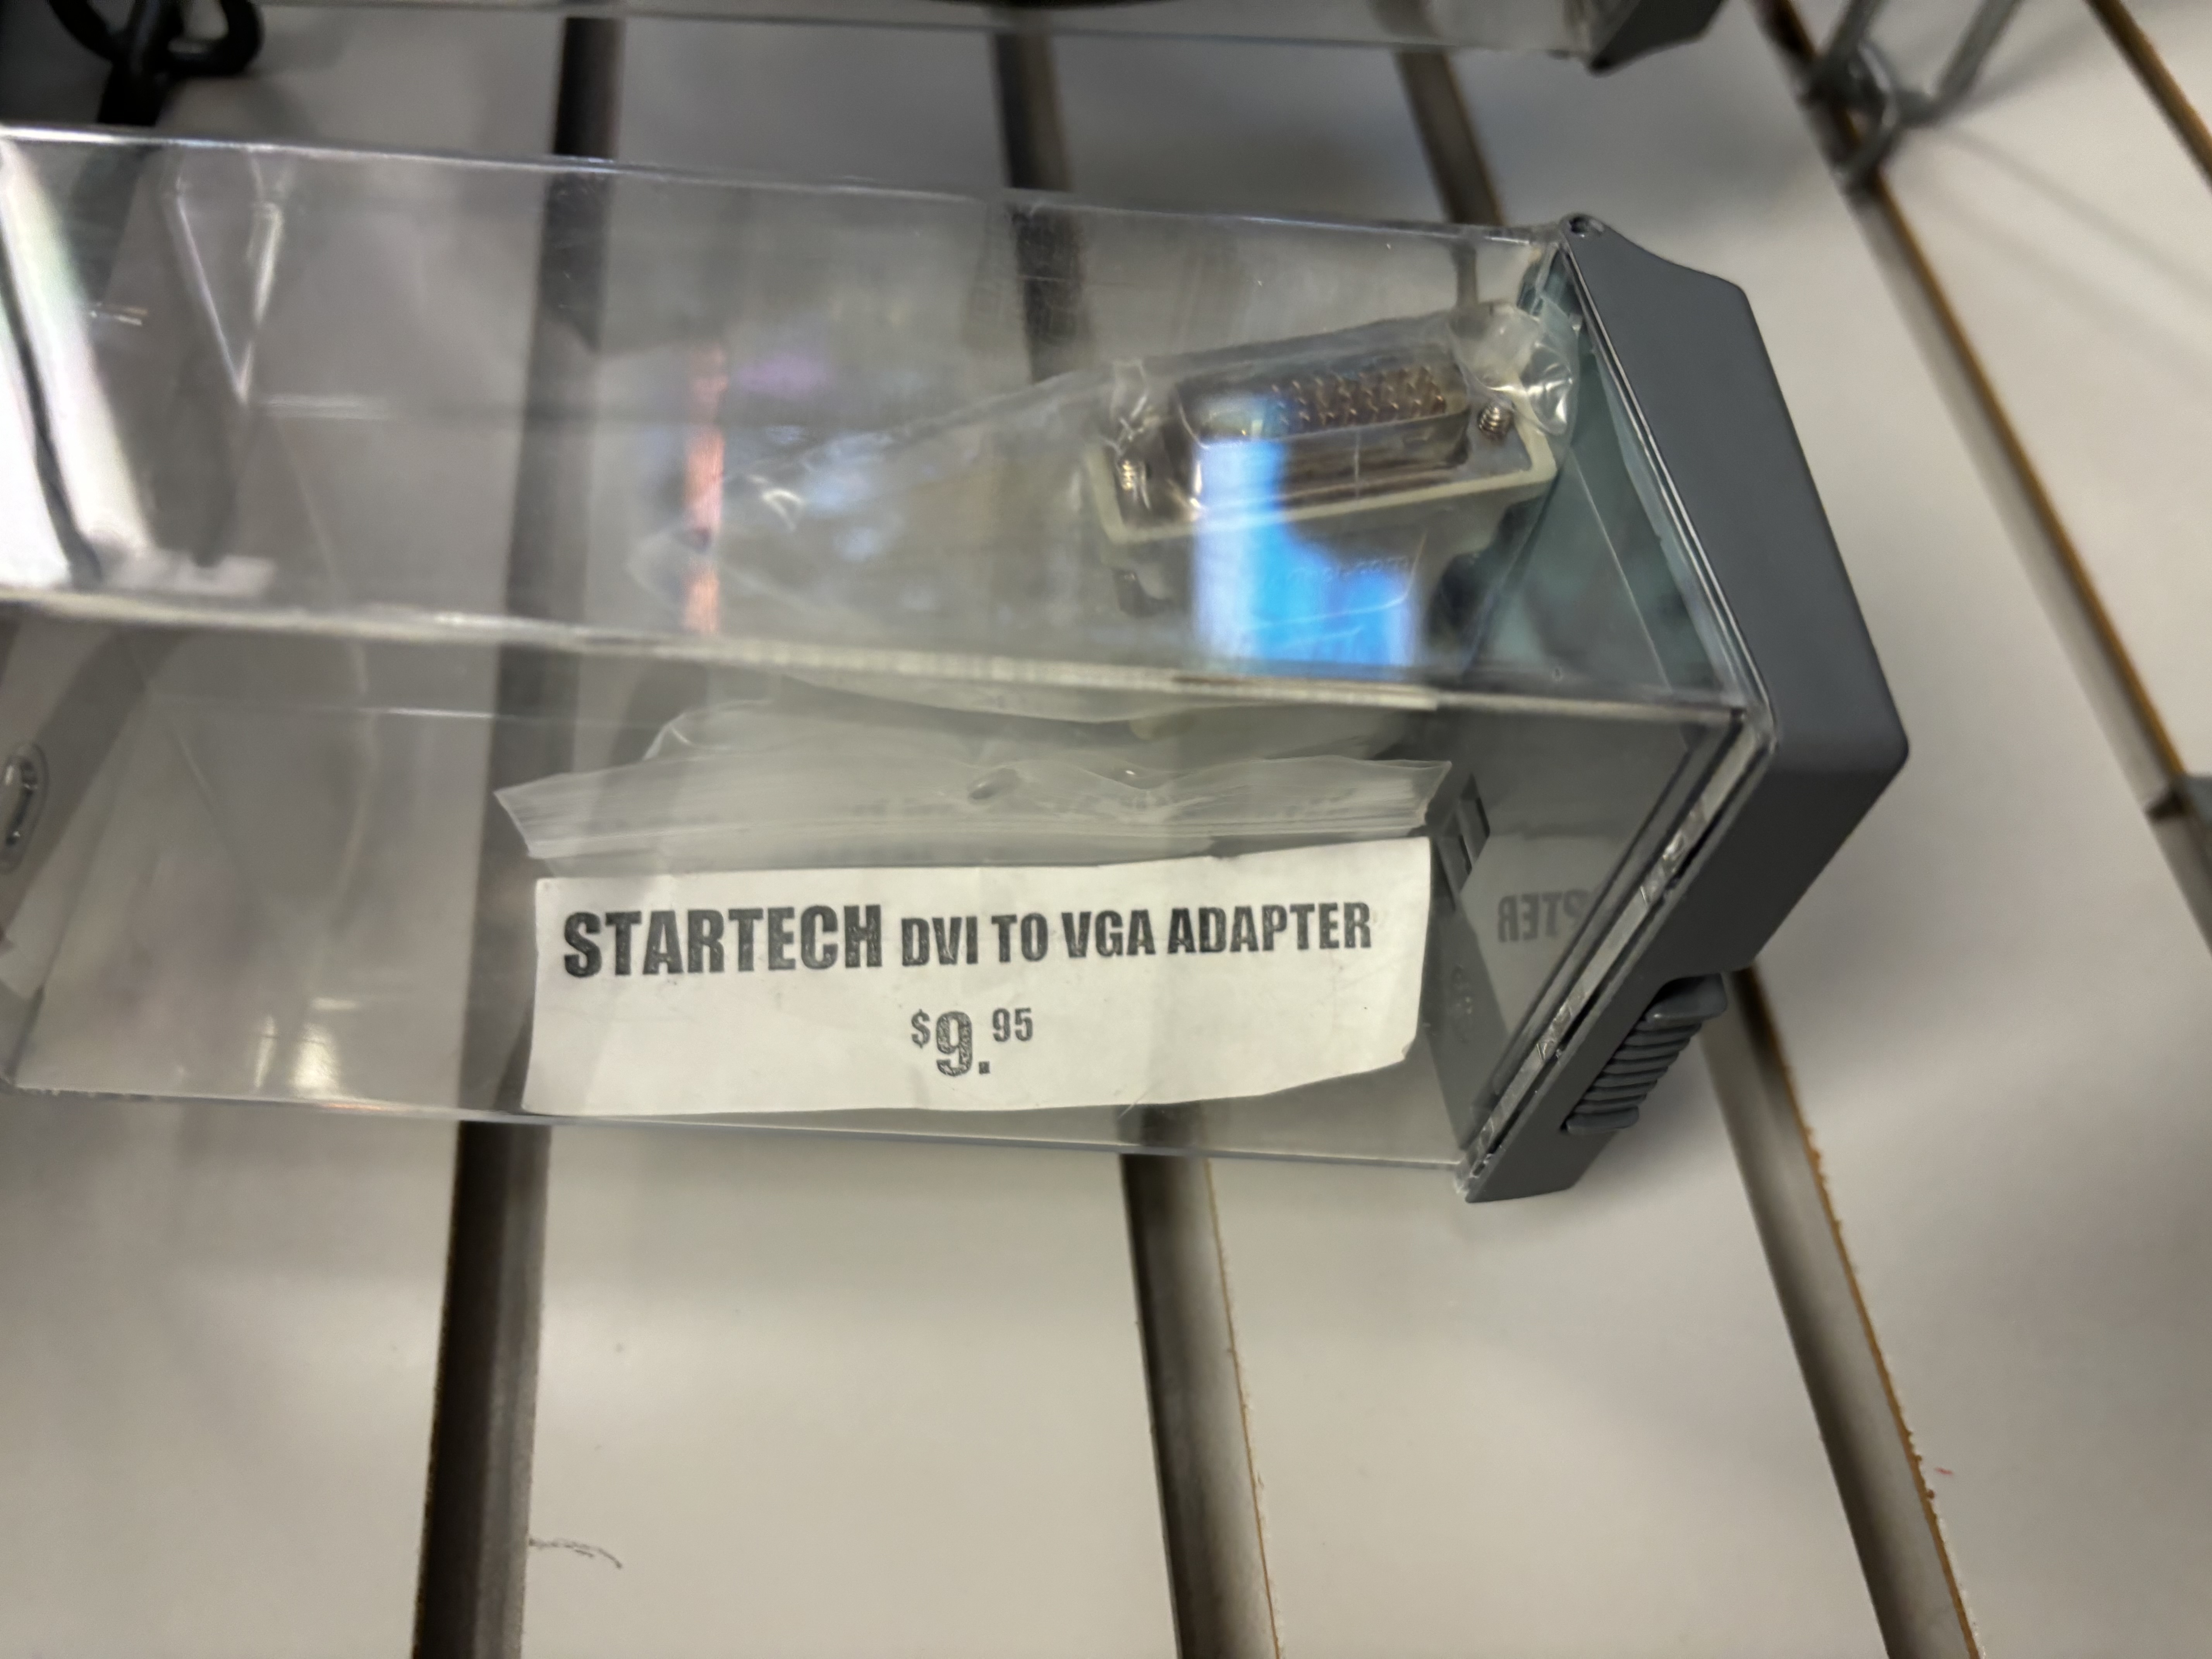 STARTECH DVI TO VGA ADAPTER
$9.95